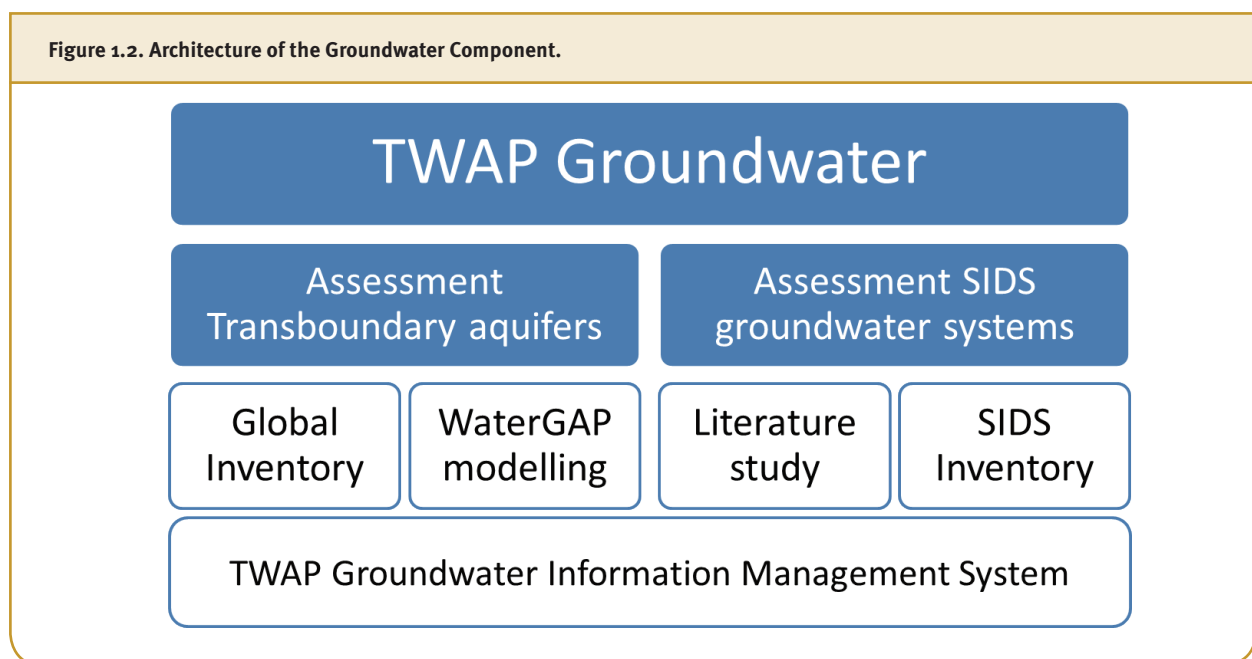 Figure 1.2. Architecture of the Groundwater Component.
TWAP Groundwater
Assessment
Transboundary aquifers
Assessment SIDS
groundwater systems
Global
Inventory
WaterGAP
modelling
Literature
study
SIDS
Inventory
TWAP Groundwater Information Management System